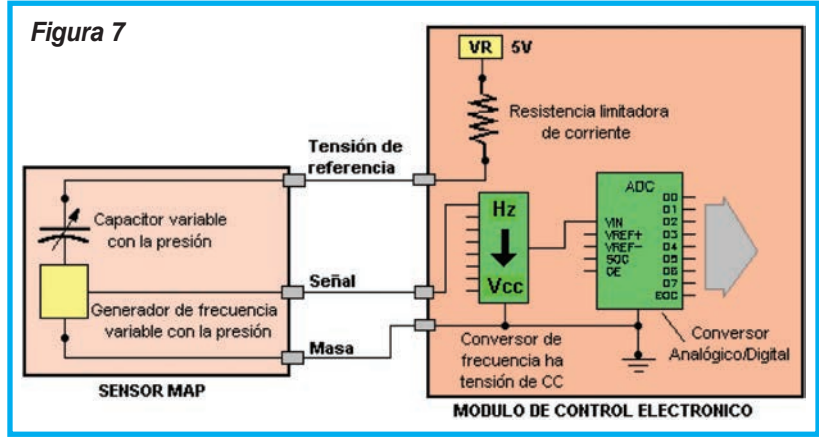 Figura 7
VR 5V
Resistencia limitadora
de corriente
Tensión de
referencia
Capacitor variable
con la presión
Generador de frecuencia
variable con la presión
Señal
Masa
SENSOR MAP
Hz
Vcc
Conversor de
frecuencia ha
tensión de CC
ADC
VIN
VREF+
VREF-
SOC
OE
D0
D1
D2
D3
D4
D5
D6
D7
EOC
Conversor
Analógico/Digital
MODULO DE CONTROL ELECTRONICO